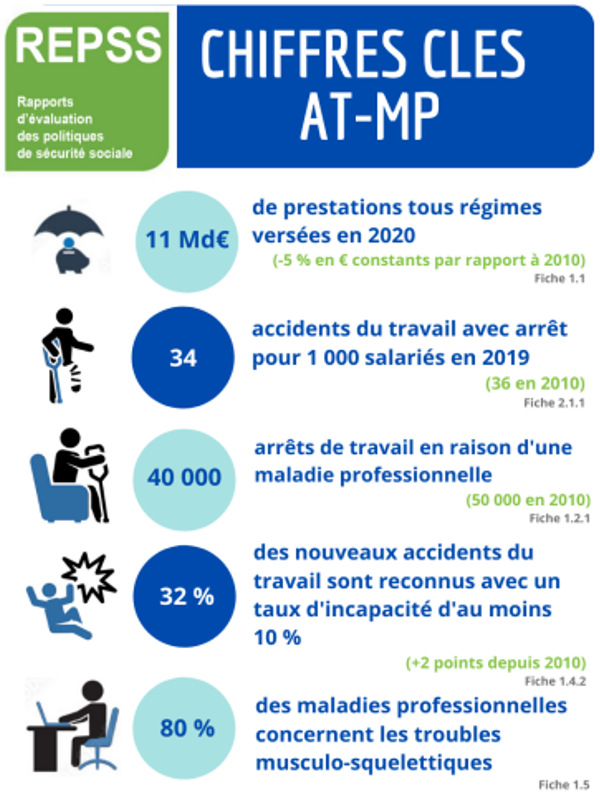 REPSS
Rapports
d'évaluation
des politiques
de sécurité sociale
CHIFFRES CLES
AT-MP
11 Md€
de prestations tous régimes
versées en 2020
(-5 % en € constants par rapport à 2010)
Fiche 1.1
34
accidents du travail avec arrêt
pour 1 000 salariés en 2019
(36 en 2010)
Fiche 2.1.1
40 000
arrêts de travail en raison d'une
maladie professionnelle
(50 000 en 2010)
Fiche 1.2.1
32 %
des nouveaux accidents du
travail sont reconnus avec un
taux d'incapacité d'au moins
10 %
(+2 points depuis 2010)
Fiche 1.4.2
80 %
des maladies professionnelles
concernent les troubles
musculo-squelettiques
Fiche 1.5